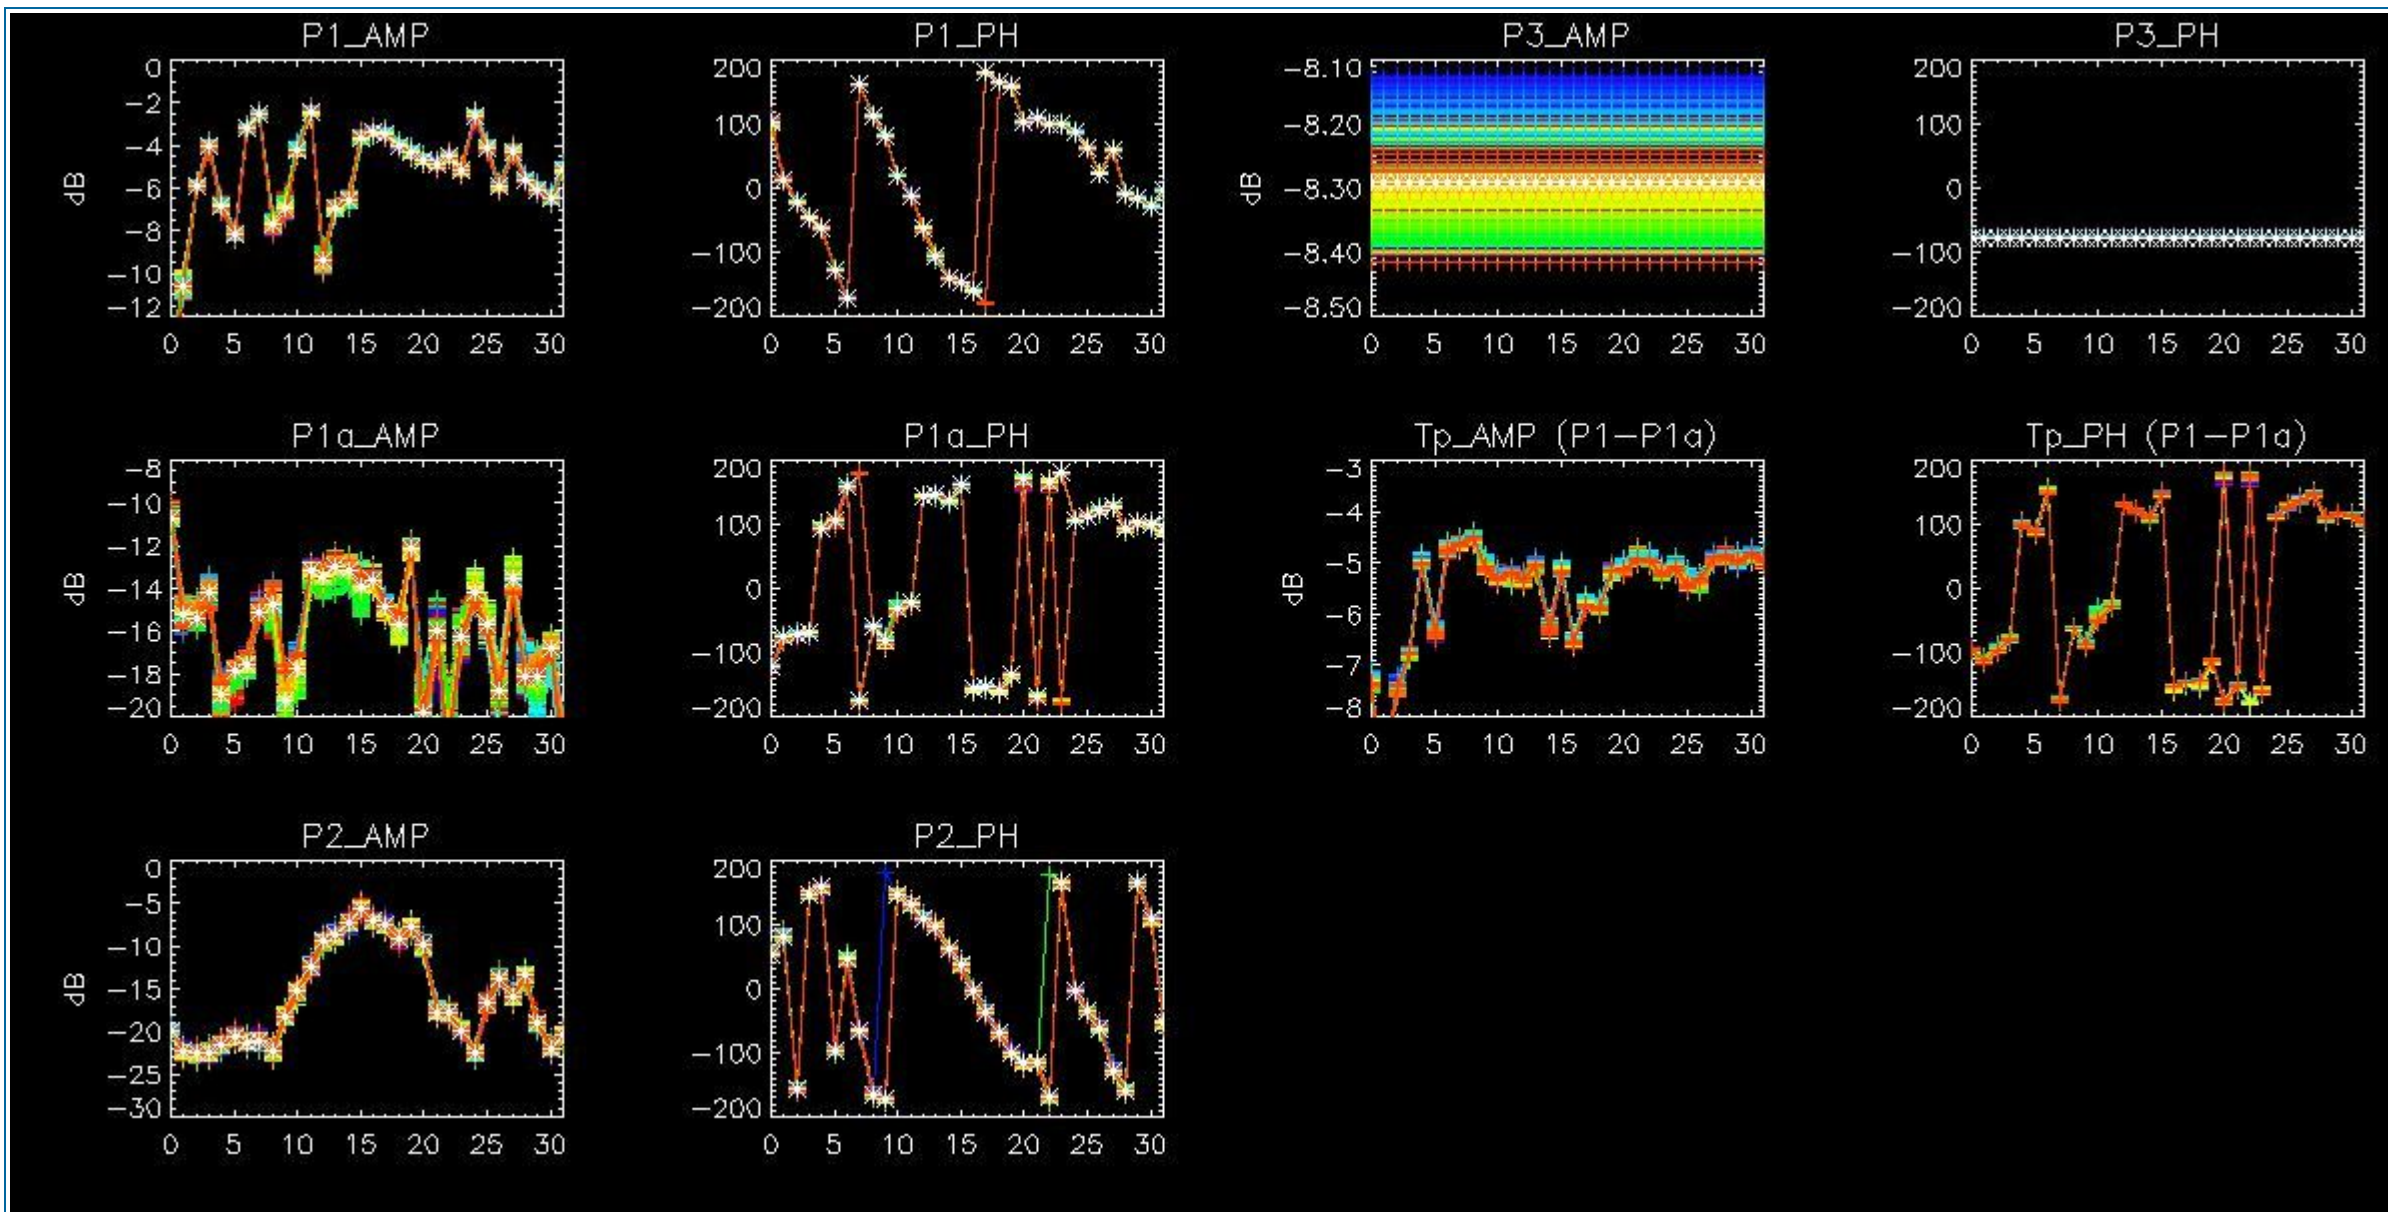 P1_AMP
P1_PH
P3_AMP
P3_PH
0
−2
−4
−6
−8
−10
−12
dB
0 5 10 15 20 25 30
200
100
0
−100
−200
0 5 10 15 20 25 30
−8.10
−8.20
−8.30
−8.40
−8.50
dB
0 5 10 15 20 25 30
200
100
0
−100
−200
0 5 10 15 20 25 30
P1a_AMP
P1a_PH
Tp_AMP (P1−P1a)
Tp_PH (P1−P1a)
−8
−10
−12
−14
−16
−18
−20
dB
0 5 10 15 20 25 30
200
100
0
−100
−200
0 5 10 15 20 25 30
−3
−4
−5
−6
−7
−8
dB
0 5 10 15 20 25 30
200
100
0
−100
−200
0 5 10 15 20 25 30
P2_AMP
P2_PH
0
−5
−10
−15
−20
−25
−30
dB
0 5 10 15 20 25 30
200
100
0
−100
−200
0 5 10 15 20 25 30